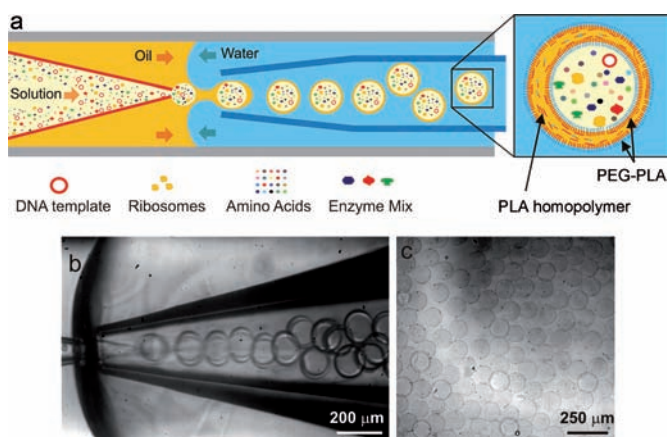 a
Oil
Water
Solution
PEG-PLA
PLA homopolymer
DNA template
Ribosomes
Amino Acids
Enzyme Mix
b
200 μm
c
250 μm